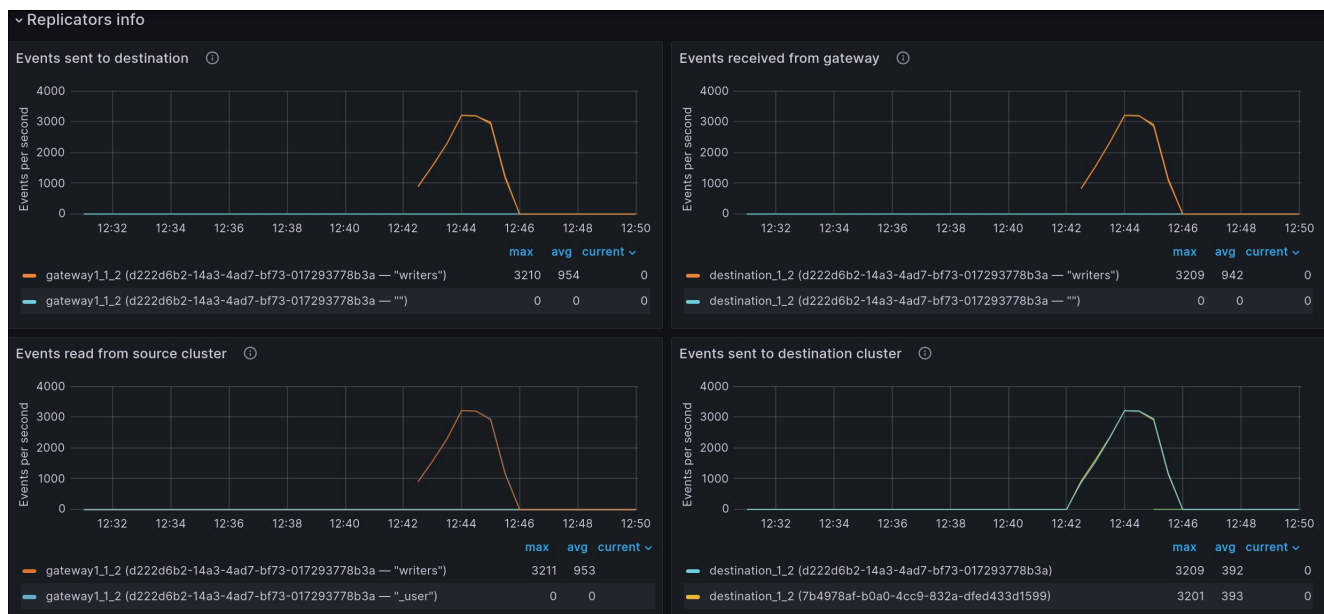 Replicators info
Events sent to destination
Events per second
4000
3000
2000
1000
0
12:32 12:34 12:36 12:38 12:40 12:42 12:44 12:46 12:48 12:50
max avg current
gateway1_1_2 (d222d6b2-14a3-4ad7-bf73-017293778b3a — "writers") 3210 954 0
gateway1_1_2 (d222d6b2-14a3-4ad7-bf73-017293778b3a — "") 0 0 0
Events received from gateway
Events per second
4000
3000
2000
1000
0
12:32 12:34 12:36 12:38 12:40 12:42 12:44 12:46 12:48 12:50
max avg current
destination_1_2 (d222d6b2-14a3-4ad7-bf73-017293778b3a — "writers") 3209 942 0
destination_1_2 (d222d6b2-14a3-4ad7-bf73-017293778b3a — "") 0 0 0
Events read from source cluster
Events per second
4000
3000
2000
1000
0
12:32 12:34 12:36 12:38 12:40 12:42 12:44 12:46 12:48 12:50
max avg current
gateway1_1_2 (d222d6b2-14a3-4ad7-bf73-017293778b3a — "writers") 3211 953
gateway1_1_2 (d222d6b2-14a3-4ad7-bf73-017293778b3a — "_user") 0 0
Events sent to destination cluster
Events per second
4000
3000
2000
1000
0
12:32 12:34 12:36 12:38 12:40 12:42 12:44 12:46 12:48 12:50
max avg current
destination_1_2 (d222d6b2-14a3-4ad7-bf73-017293778b3a) 3209 392 0
destination_1_2 (7b4978af-b0a0-4cc9-832a-dfed433d1599) 3201 393 0